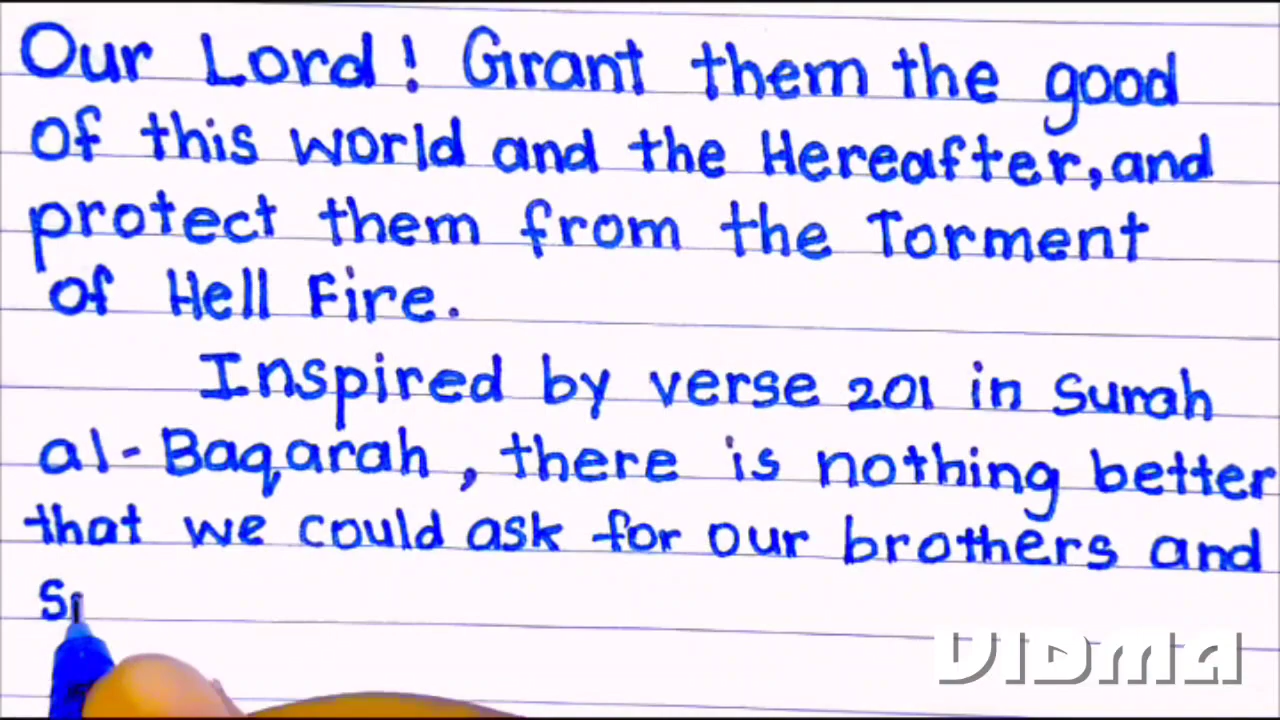 Our Lord! Grant them the good
of this world and the Hereafter, and
protect them from the Torment
of Hell Fire.
Inspired by verse 201 in Surah
al-Baqarah, there is nothing better
that we could ask for our brothers and
VIDMA